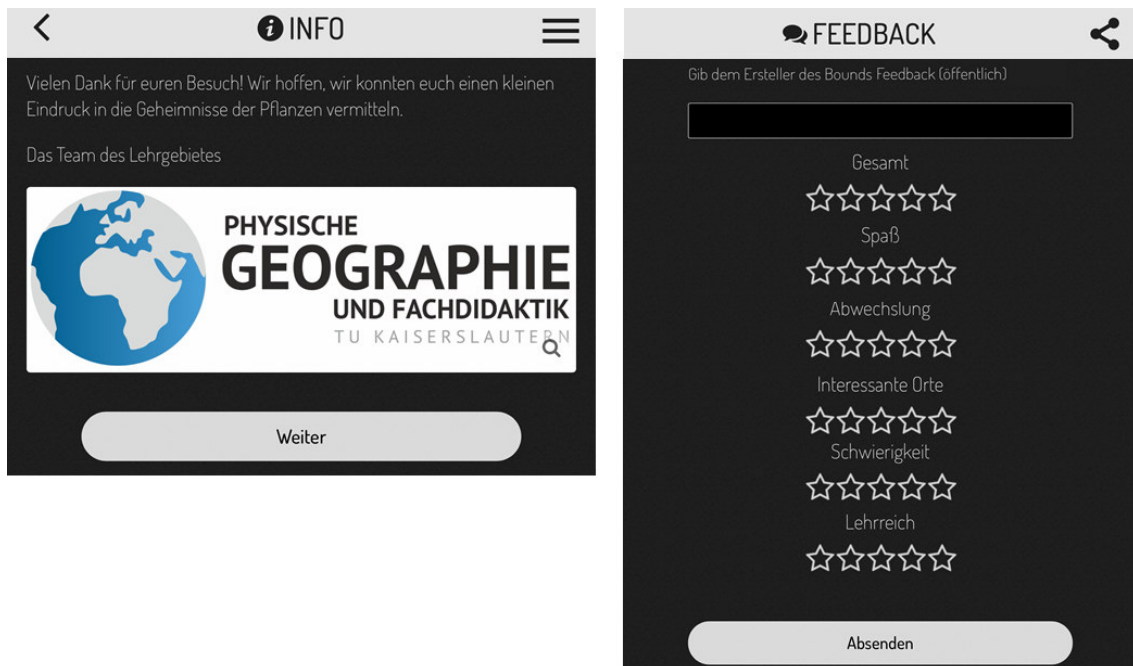 INFO
Vielen Dank für euren Besuch! Wir hoffen, wir konnten euch einen kleinen
Eindruck in die Geheimnisse der Pflanzen vermitteln.
Das Team des Lehrgebietes
PHYSISCHE
GEOGRAPHIE
UND FACHDIDAKTIK
TU KAISERSLAUTERN
Weiter
FEEDBACK
Gib dem Ersteller des Bounds Feedback (öffentlich)
Gesamt
Spaß
Abwechslung
Interessante Orte
Schwierigkeit
Lehrreich
Absenden